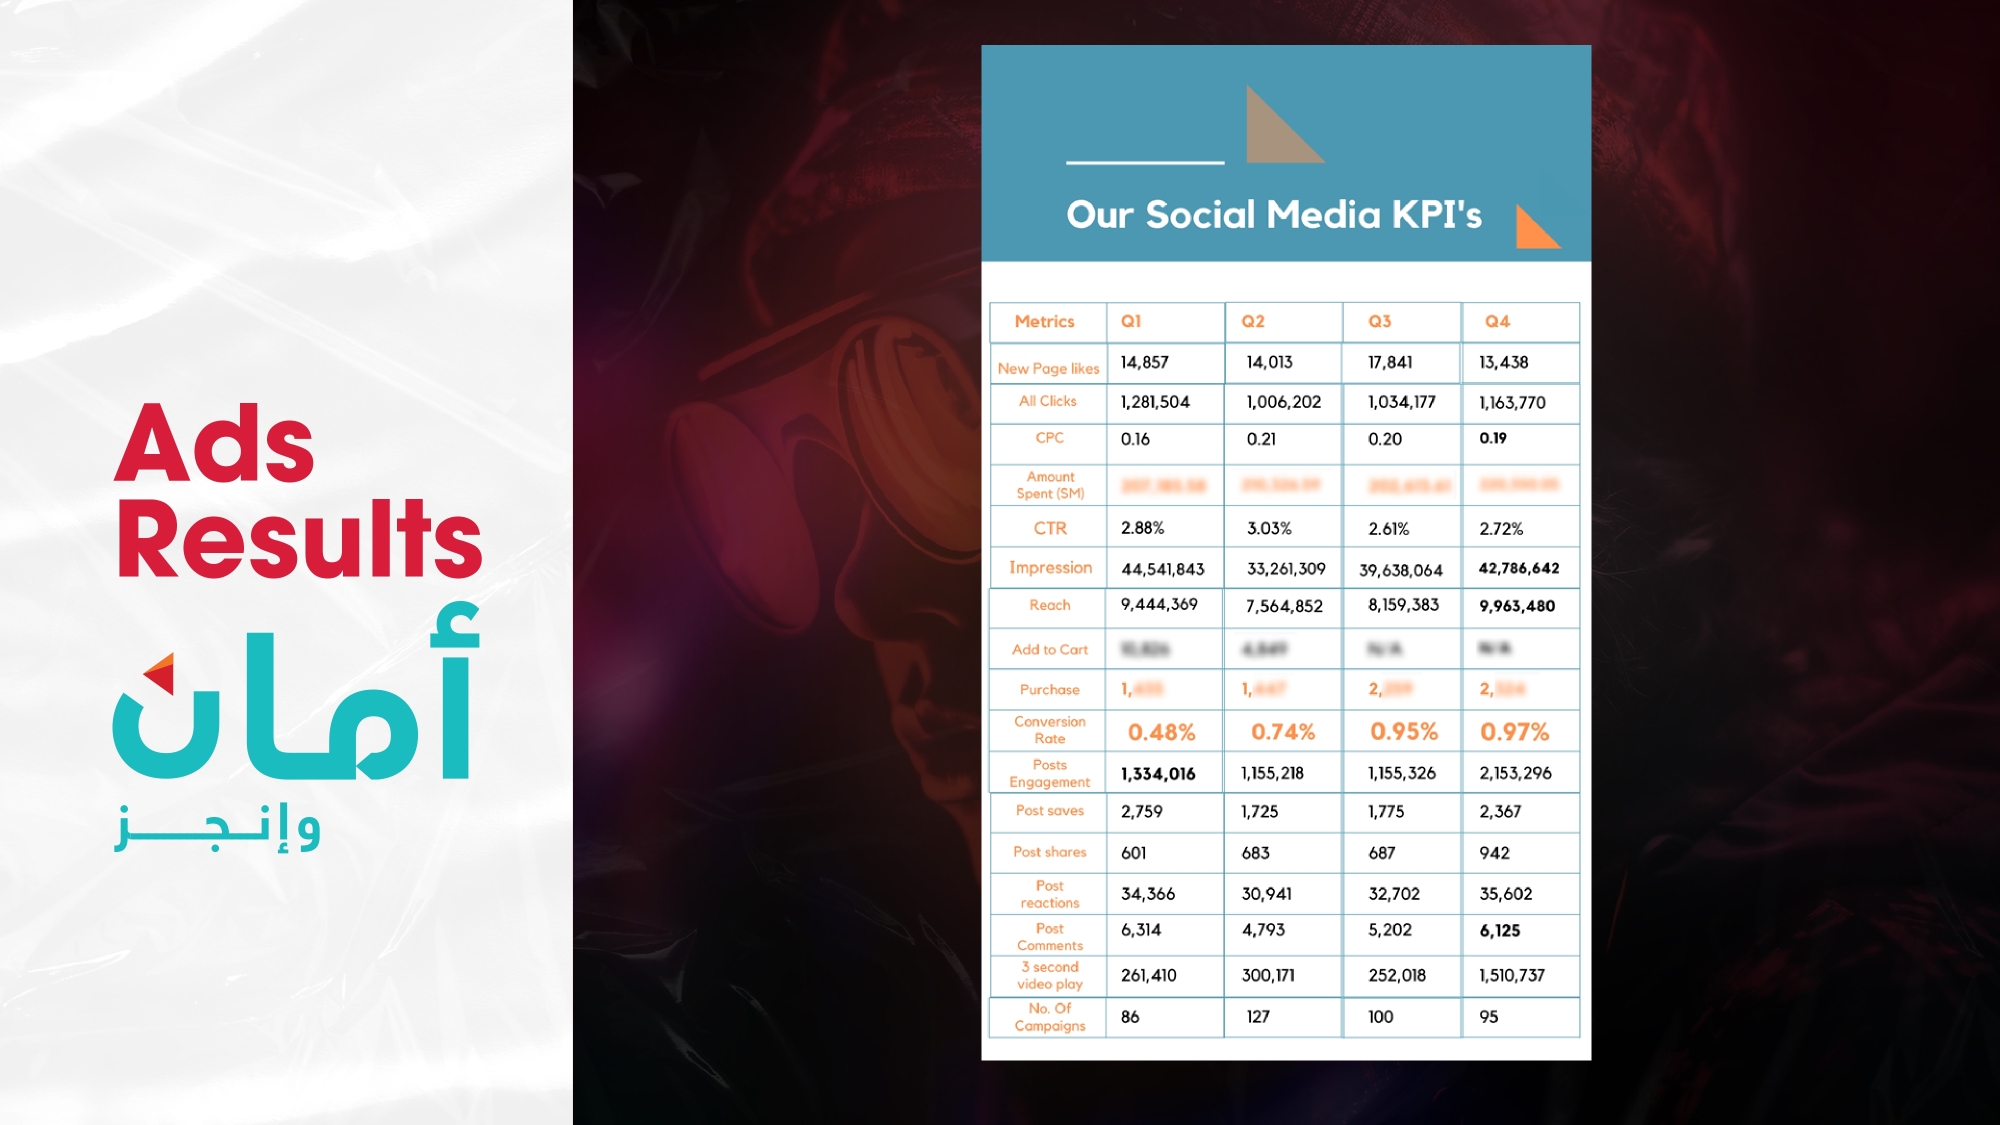 Ads
Results
أمان
وإنجز
Our Social Media KPI's
Metrics Q1 Q2 Q3 Q4
New Page likes 14,857 14,013 17,841 13,438
All Clicks 1,281,504 1,006,202 1,034,177 1,163,770
CPC 0.16 0.21 0.20 0.19
Amount
Spent (SM)
CTR 2.88% 3.03% 2.61% 2.72%
Impression 44,541,843 33,261,309 39,638,064 42,786,642
Reach 9,444,369 7,564,852 8,159,383 9,963,480
Add to Cart
Purchase
Conversion
Rate 0.48% 0.74% 0.95% 0.97%
Posts
Engagement 1,334,016 1,155,218 1,155,326 2,153,296
Post saves 2,759 1,725 1,775 2,367
Post shares 601 683 687 942
Post
reactions 34,366 30,941 32,702 35,602
Post
Comments 6,314 4,793 5,202 6,125
3 second
video play 261,410 300,171 252,018 1,510,737
No. Of
Campaigns 86 127 100 95